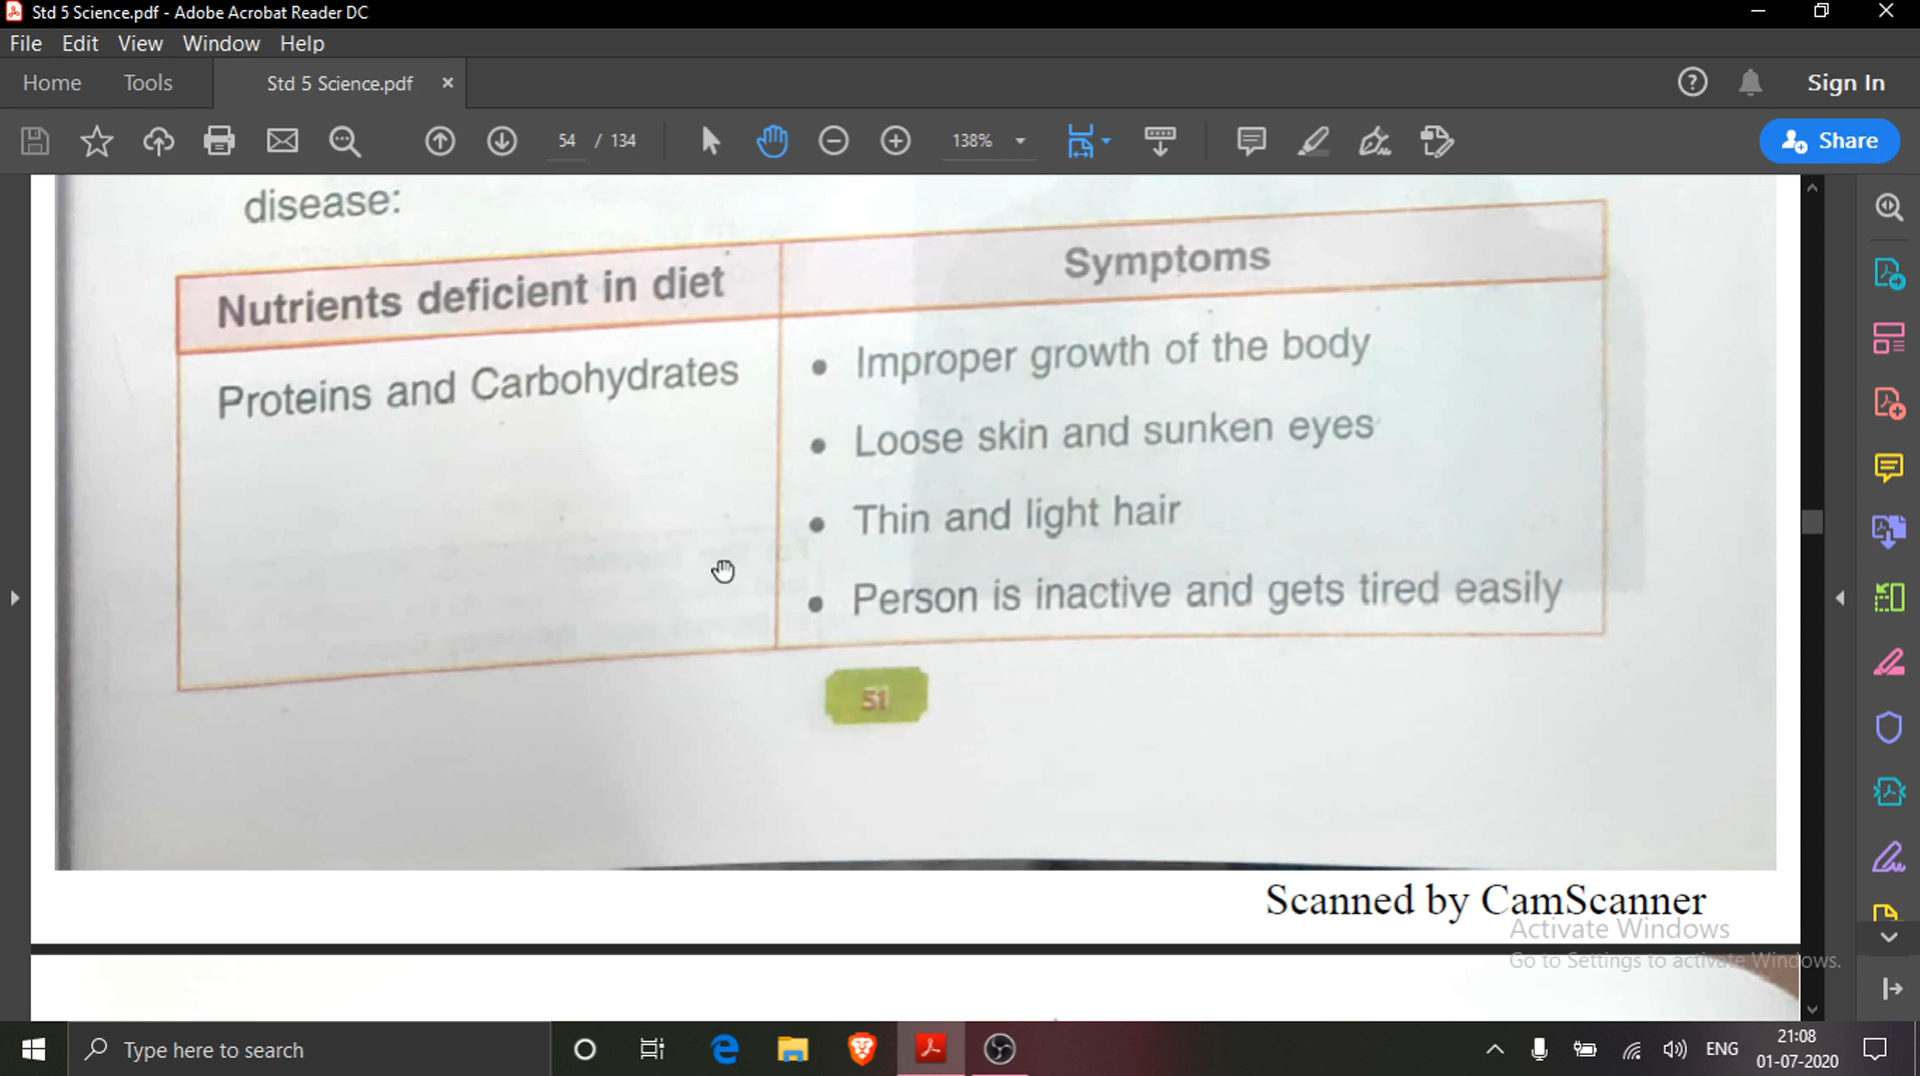 Std 5 Science.pdf - Adobe Acrobat Reader DC
File Edit View Window Help
Home Tools Std 5 Science.pdf × Sign In
54 / 134 138% Share
disease:
Nutrients deficient in diet Symptoms
Proteins and Carbohydrates
• Improper growth of the body
• Loose skin and sunken eyes
• Thin and light hair
• Person is inactive and gets tired easily
51
Scanned by CamScanner
Activate Windows
Go to Settings to activate Windows.
Type here to search
ENG
21:08
01-07-2020